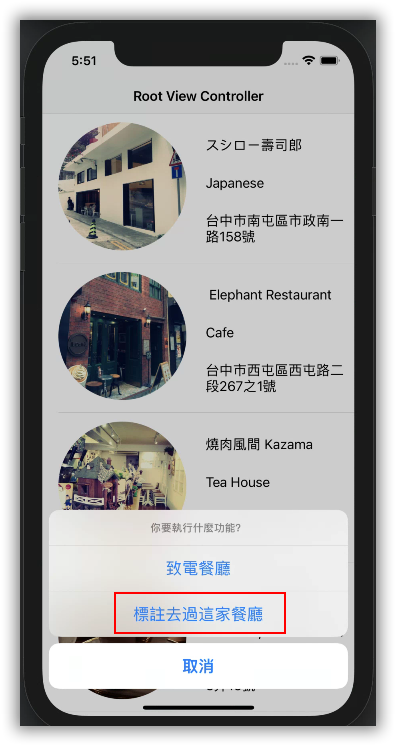 5:51
Root View Controller
スシロー壽司郎
Japanese
台中市南屯區市政南一
路158號
Elephant Restaurant
Cafe
台中市西屯區西屯路二
段267之1號
燒肉風間 Kazama
Tea House
你要執行什麼功能?
致電餐廳
標註去過這家餐廳
取消